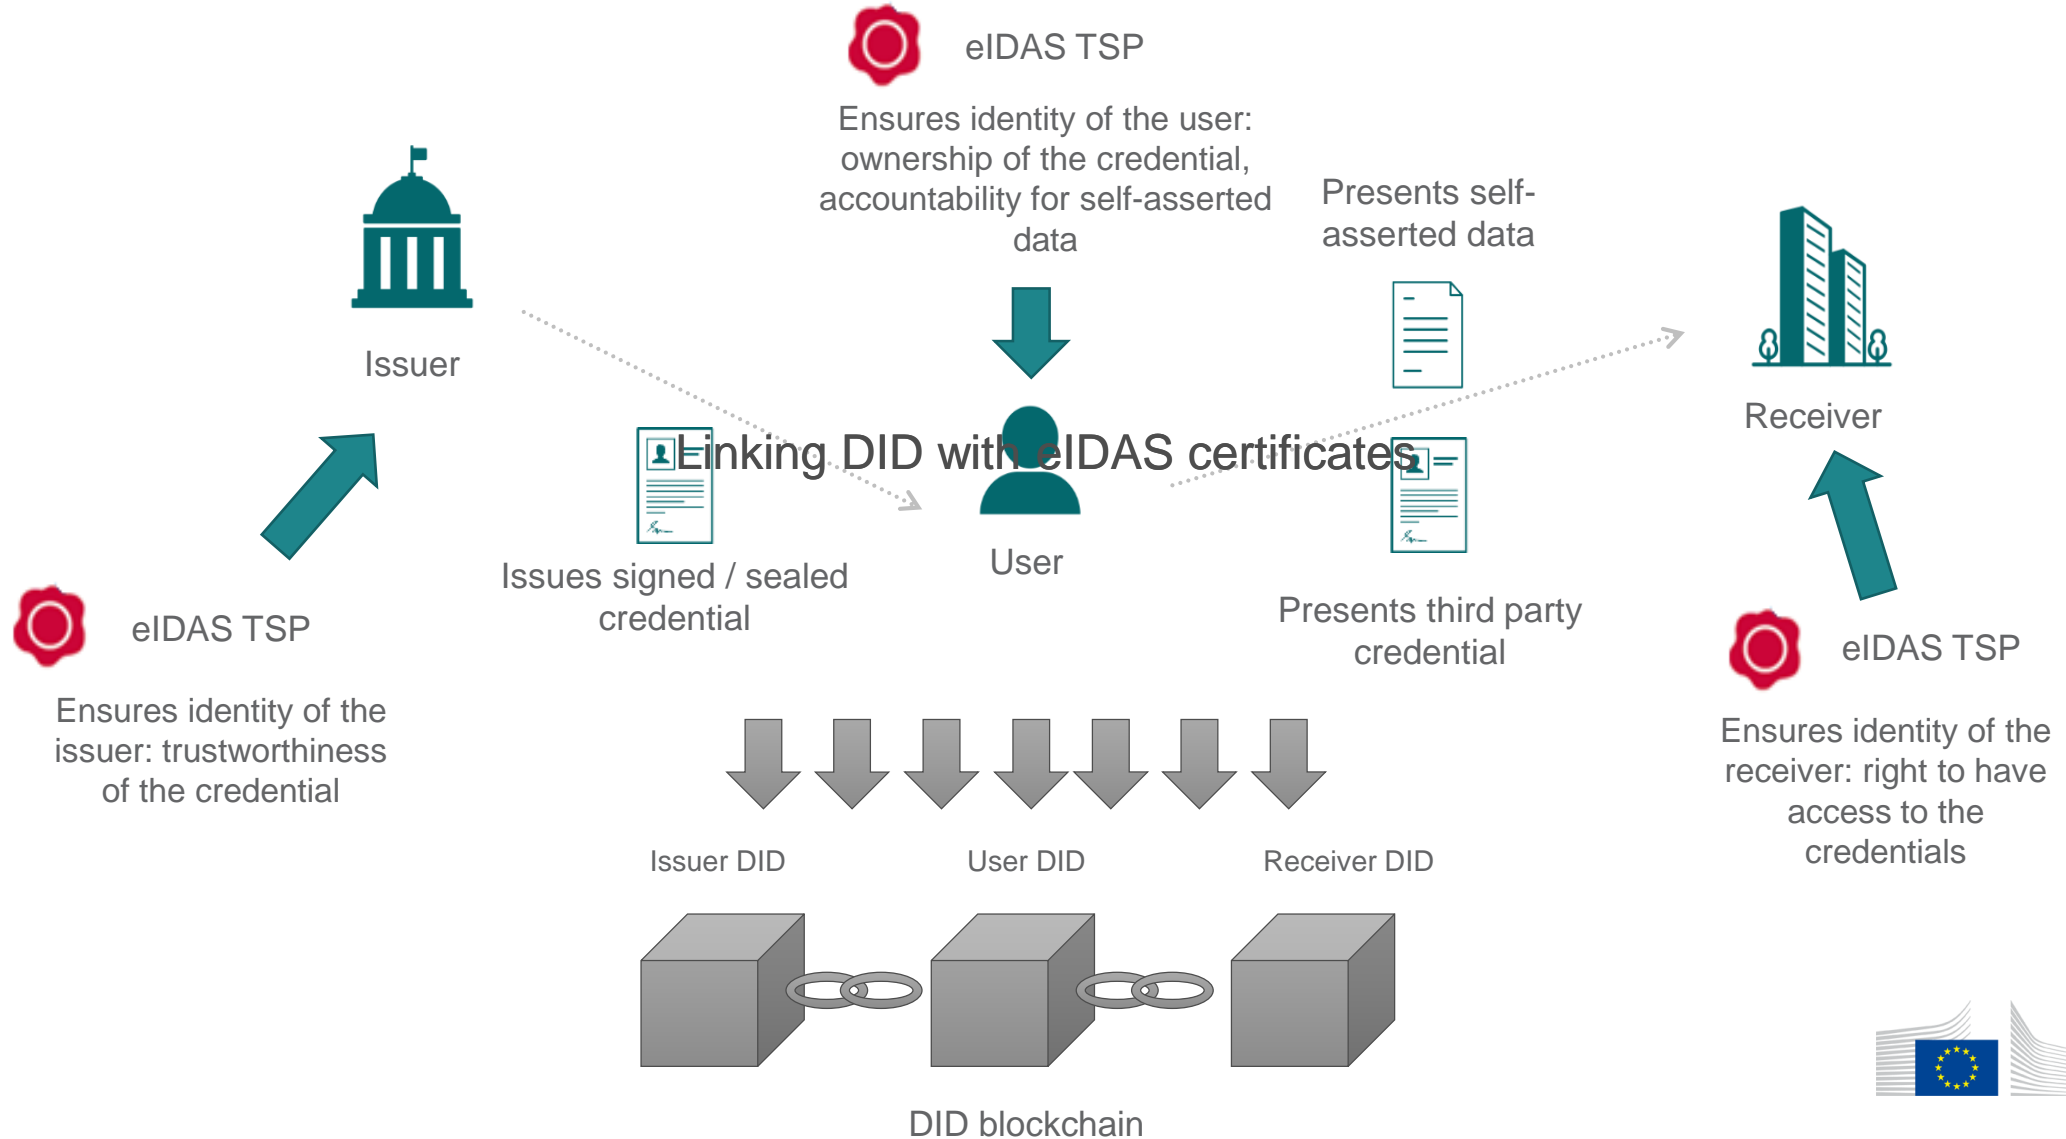 eIDAS TSP
Ensures identity of the user:
ownership of the credential,
accountability for self-asserted
data
Presents self-
asserted data
Issuer
Receiver
Linking DID with eIDAS certificates
User
Issues signed / sealed
credential
Presents third party
credential
eIDAS TSP
Ensures identity of the
issuer: trustworthiness
of the credential
eIDAS TSP
Ensures identity of the
receiver: right to have
access to the
credentials
Issuer DID
User DID
Receiver DID
DID blockchain